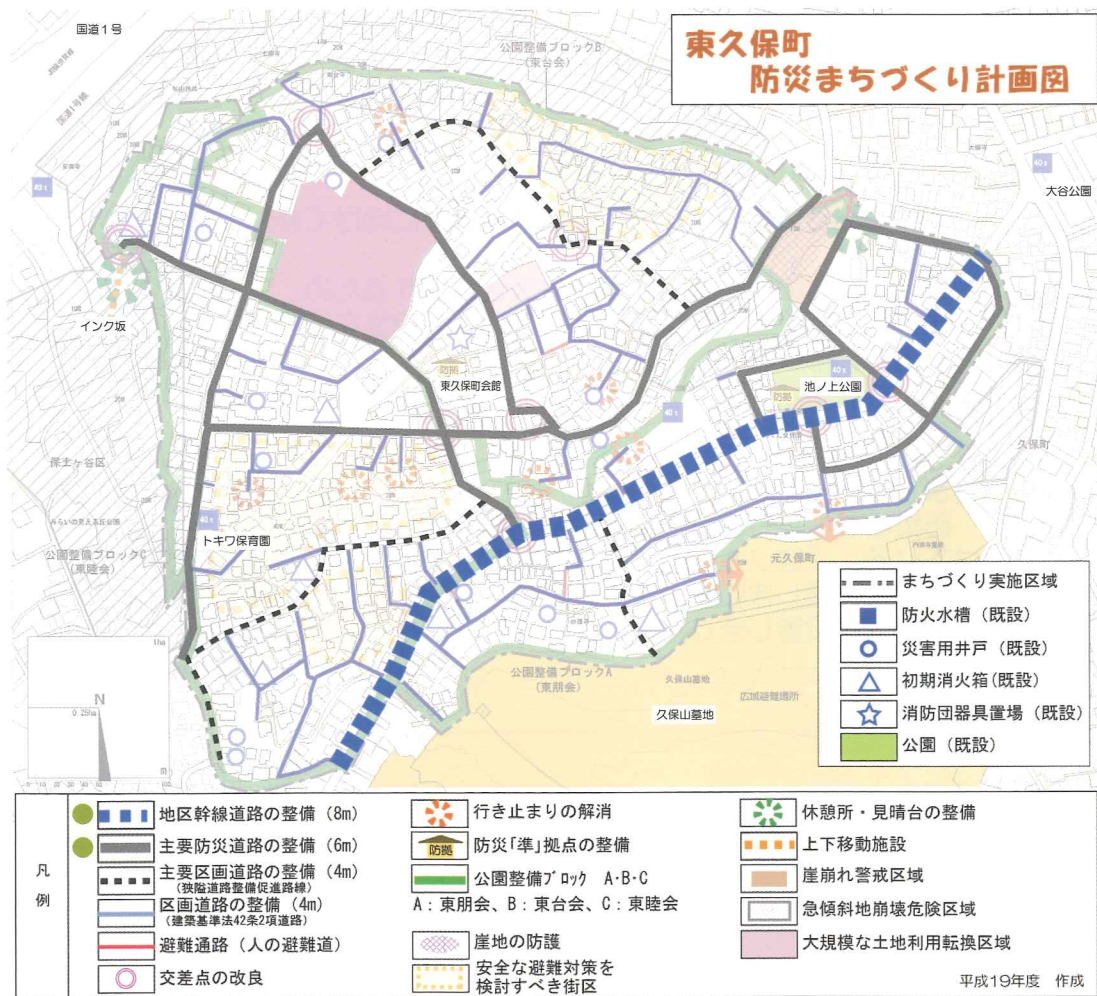 国道1号
東久保町
防災まちづくり計画図
公園整備ブロックB
(東台会)
国道1号線
40t
40t
大谷公園
インク坂
防拠
東久保町会館
40t
池ノ上公園
防拠
40t
久保町
保土ヶ谷区
40t
トキワ保育園
公園整備ブロックC
(東睦会)
元久保町
公園整備ブロックA
(東朋会)
久保山墓地
広域避難場所
久保山墓地
1ha
N
0.25ha
まちづくり実施区域
防火水槽(既設)
災害用井戸(既設)
初期消火箱(既設)
消防団器具置場(既設)
公園(既設)
凡例
地区幹線道路の整備(8m)
主要防災道路の整備(6m)
主要区画道路の整備(4m)
(狭隘道路整備促進路線)
区画道路の整備(4m)
(建築基準法42条2項道路)
避難通路(人の避難道)
交差点の改良
行き止まりの解消
防拠
防災「準」拠点の整備
公園整備ブロック A・B・C
A:東朋会、B:東台会、C:東睦会
崖地の防護
安全な避難対策を
検討すべき街区
休憩所・見晴台の整備
上下移動施設
崖崩れ警戒区域
急傾斜地崩壊危険区域
大規模な土地利用転換区域
平成19年度 作成